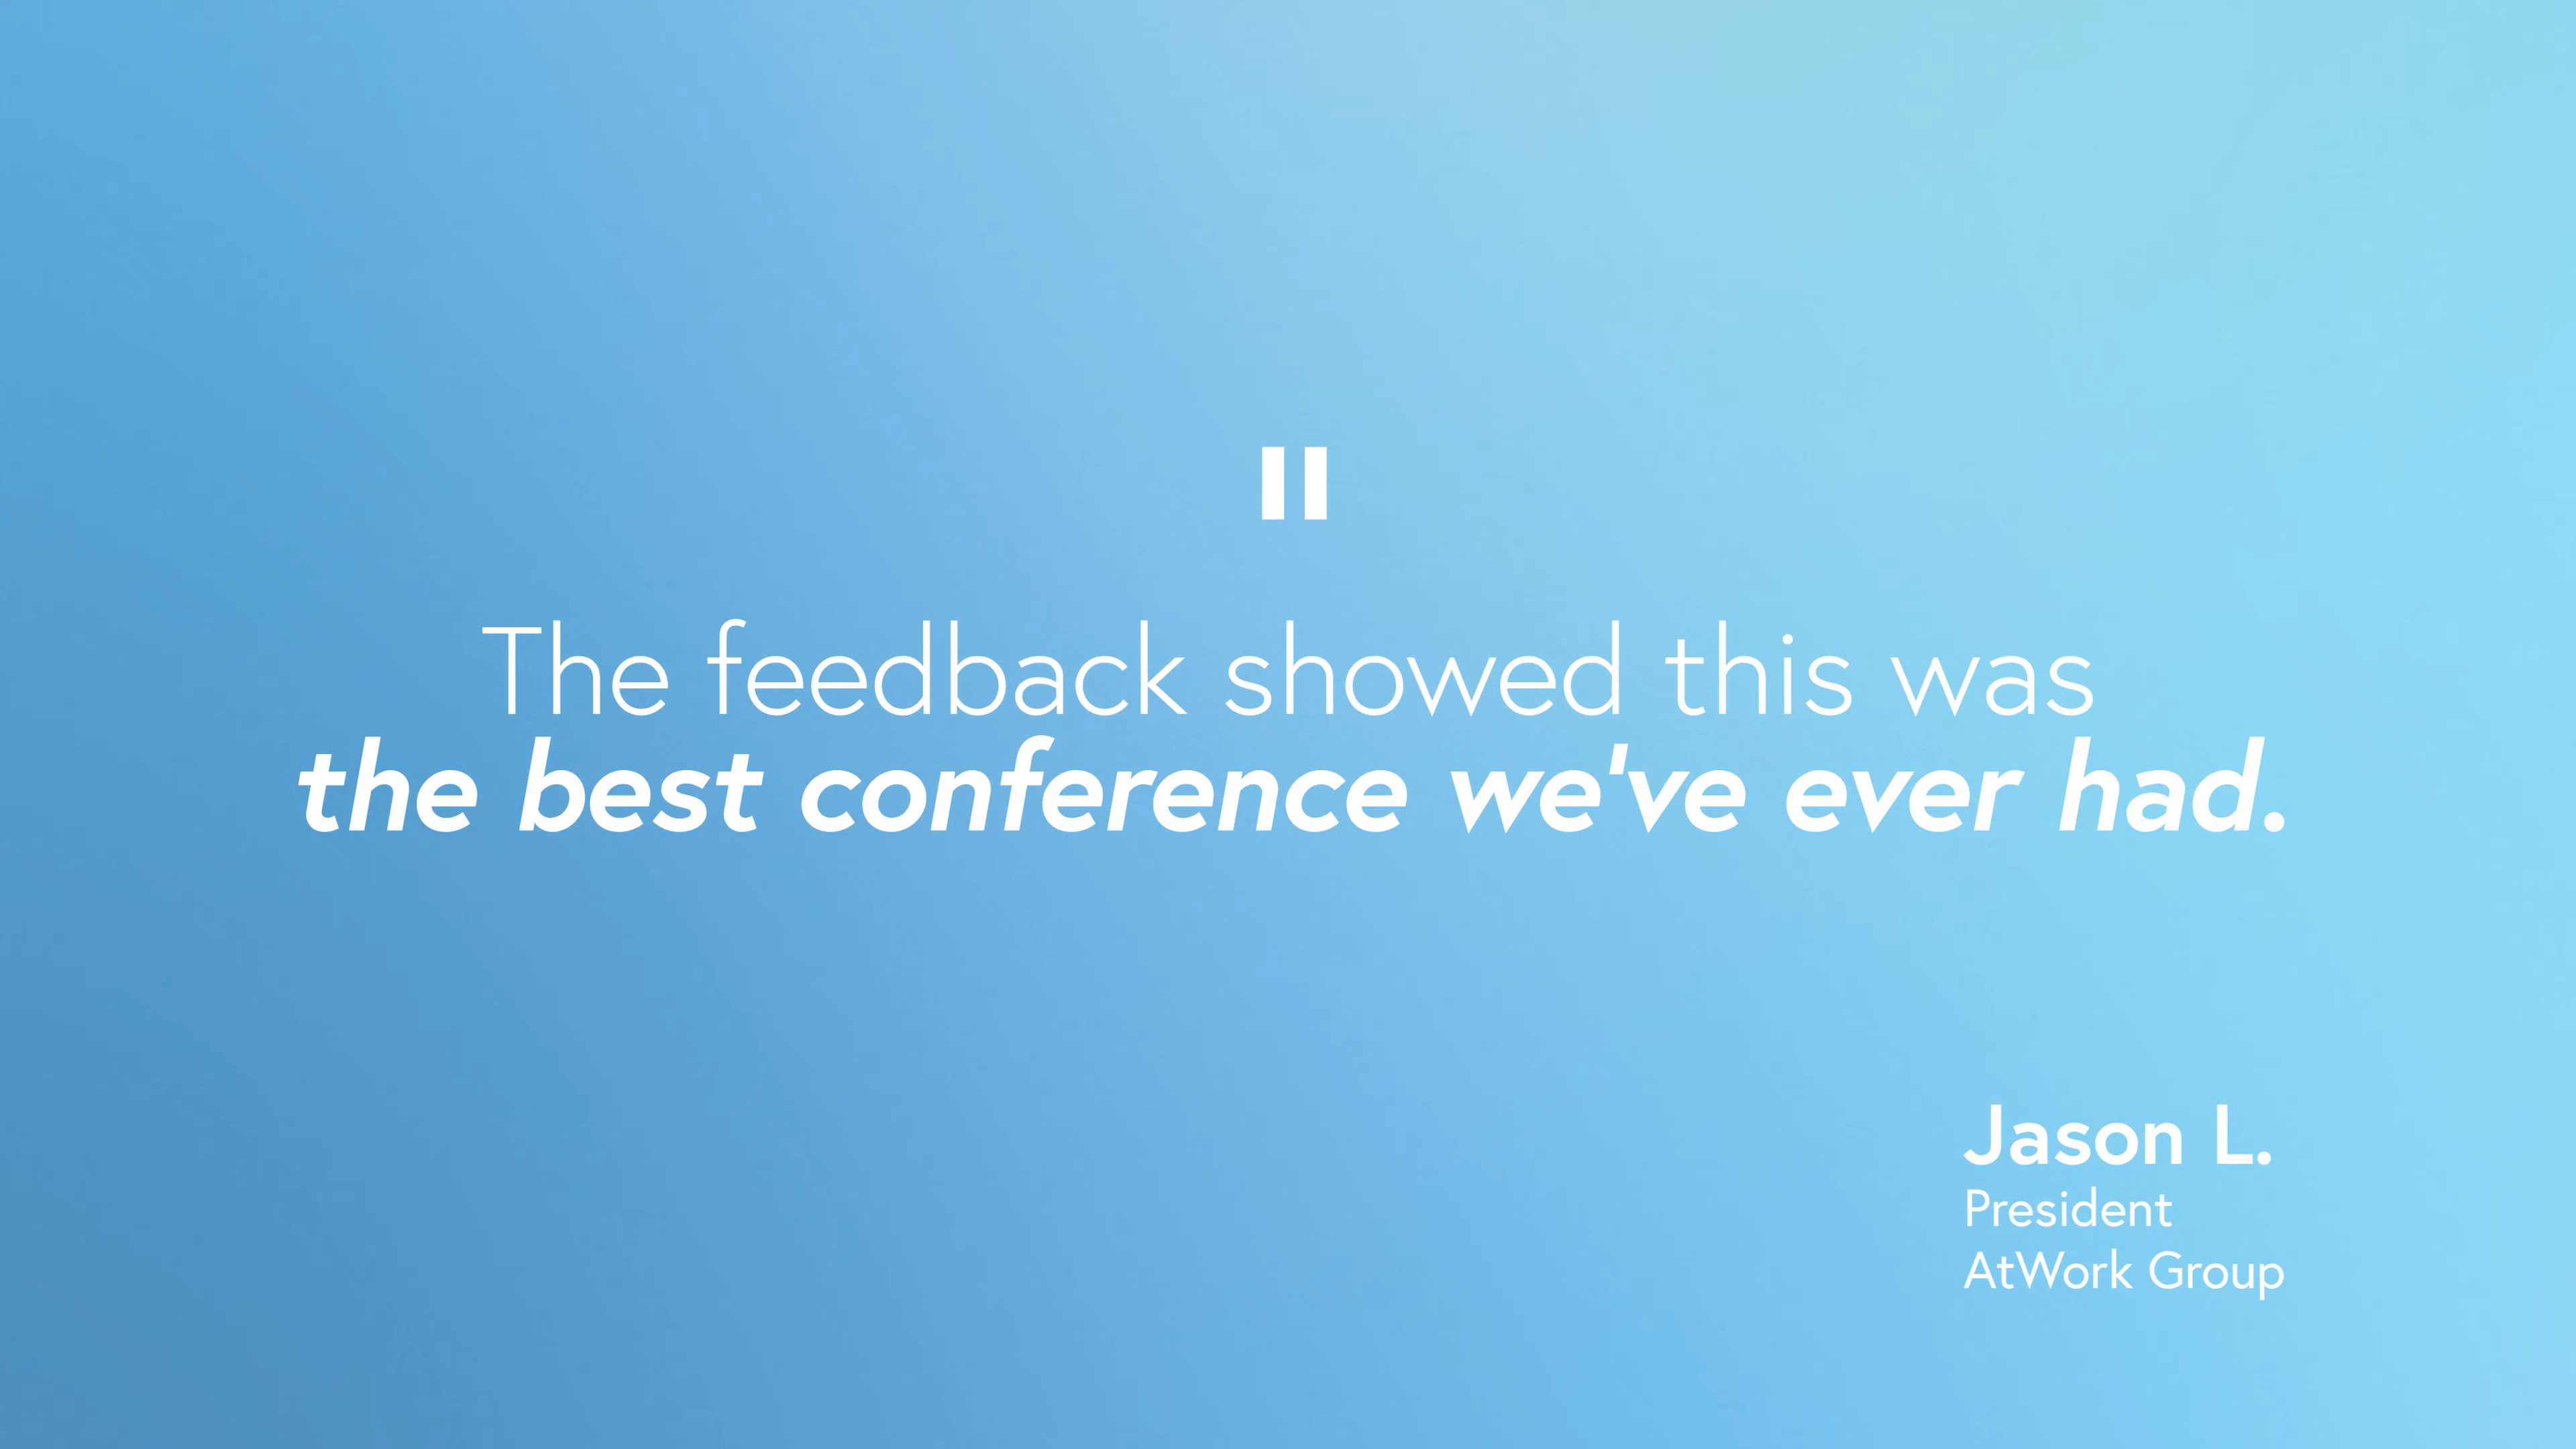 "
The feedback showed this was
the best conference we've ever had.
Jason L.
President
AtWork Group